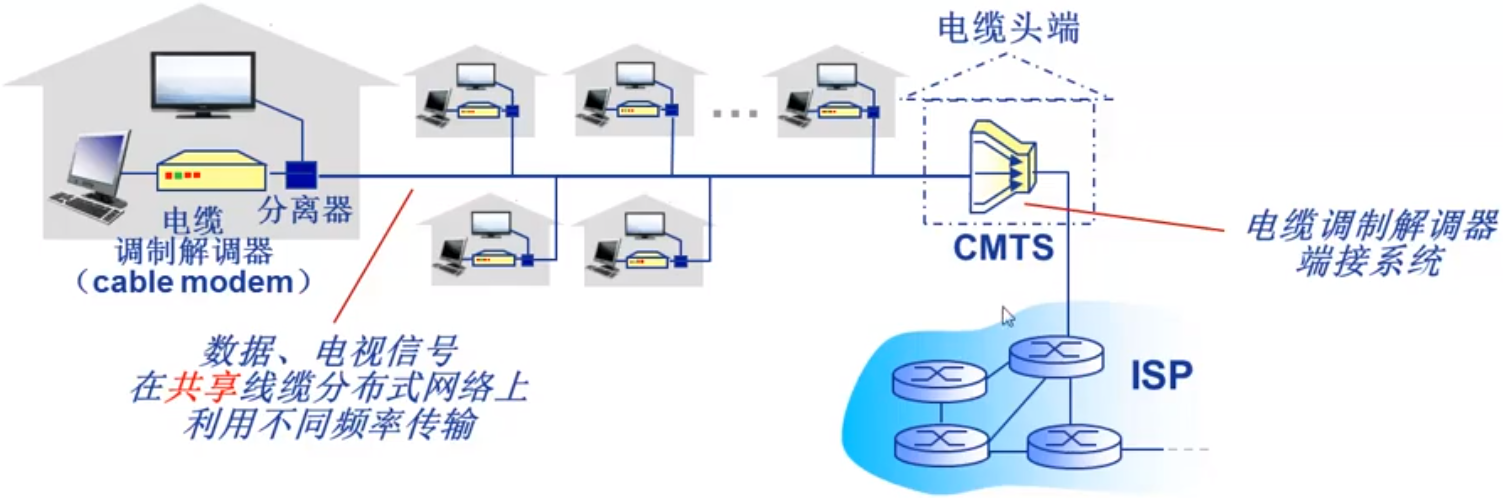 电缆头端
分离器
电缆
调制解调器
（cable modem）
CMTS
电缆调制解调器
端接系统
数据、电视信号
在共享线缆分布式网络上
利用不同频率传输
ISP